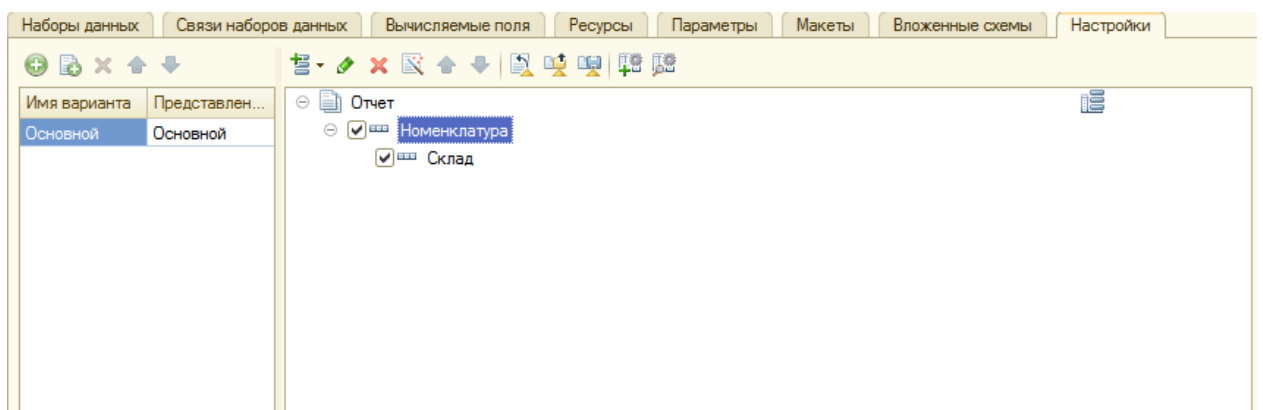 Наборы данных Связи наборов данных Вычисляемые поля Ресурсы Параметры Макеты Вложенные схемы Настройки
Имя варианта Представлен...
Основной Основной
Отчет
Номенклатура
Склад